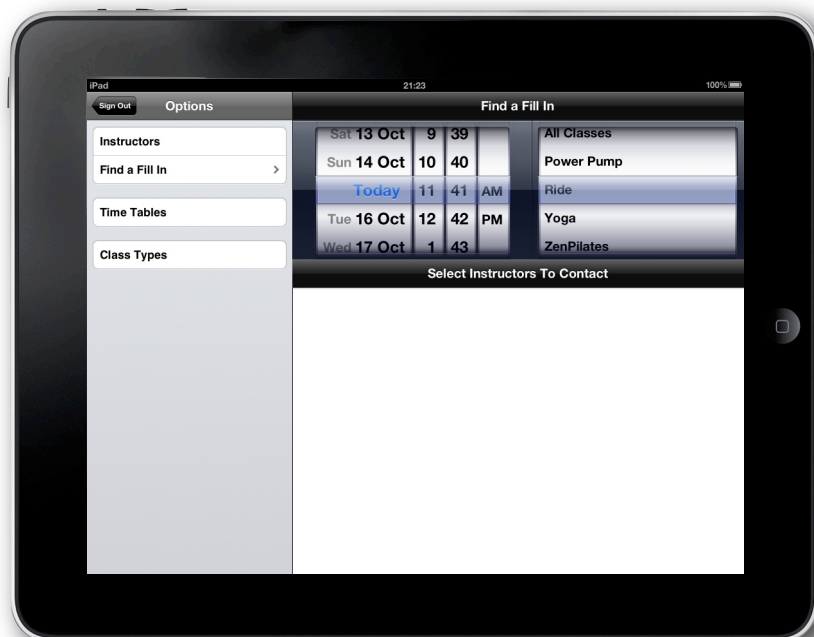 iPad 21:23 100%
Sign Out Options Find a Fill In
Instructors
Find a Fill In >
Time Tables
Class Types
Sat 13 Oct 9 39
Sun 14 Oct 10 40
Today 11 41 AM
Tue 16 Oct 12 42 PM
Wed 17 Oct 1 43
All Classes
Power Pump
Ride
Yoga
ZenPilates
Select Instructors To Contact